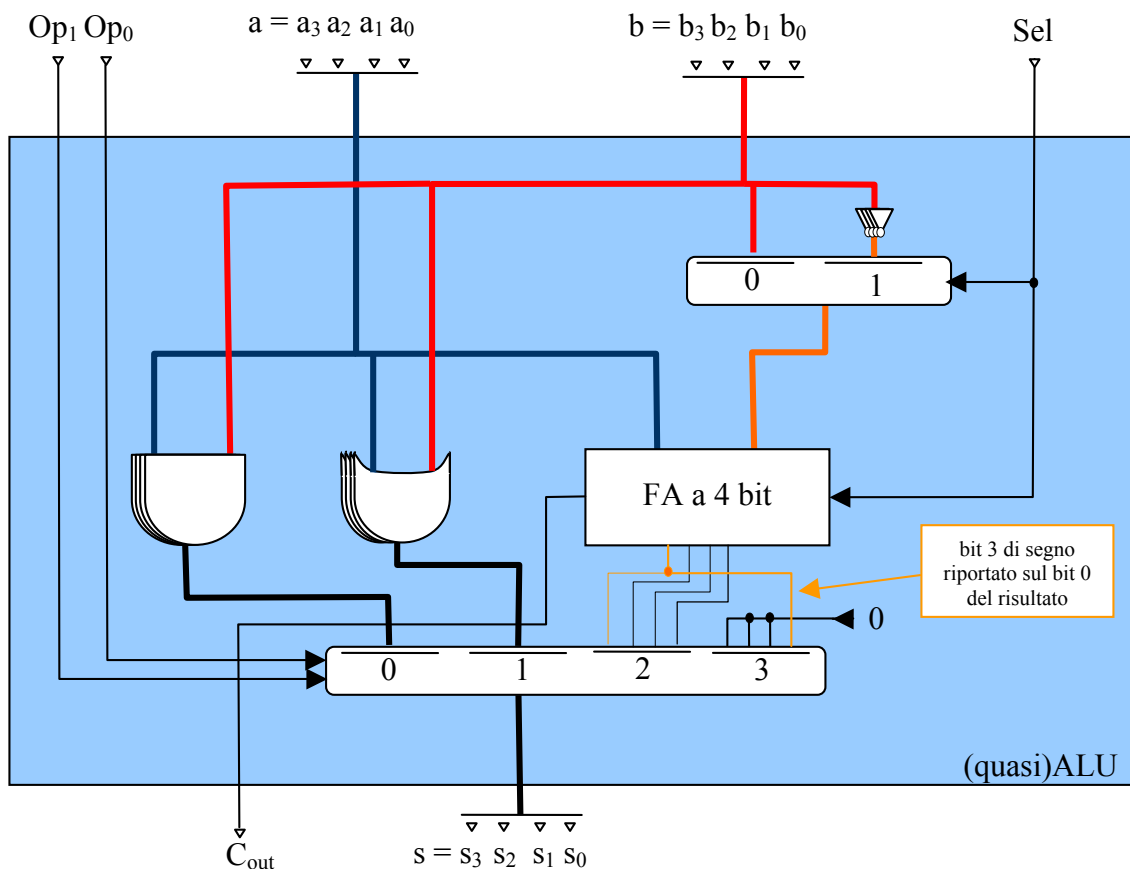 Op₁ Op₀
a = a₃ a₂ a₁ a₀
b = b₃ b₂ b₁ b₀
Sel
0
1
FA a 4 bit
bit 3 di segno
riportato sul bit 0
del risultato
0
0
1
2
3
(quasi)ALU
Cout
s = s₃ s₂ s₁ s₀